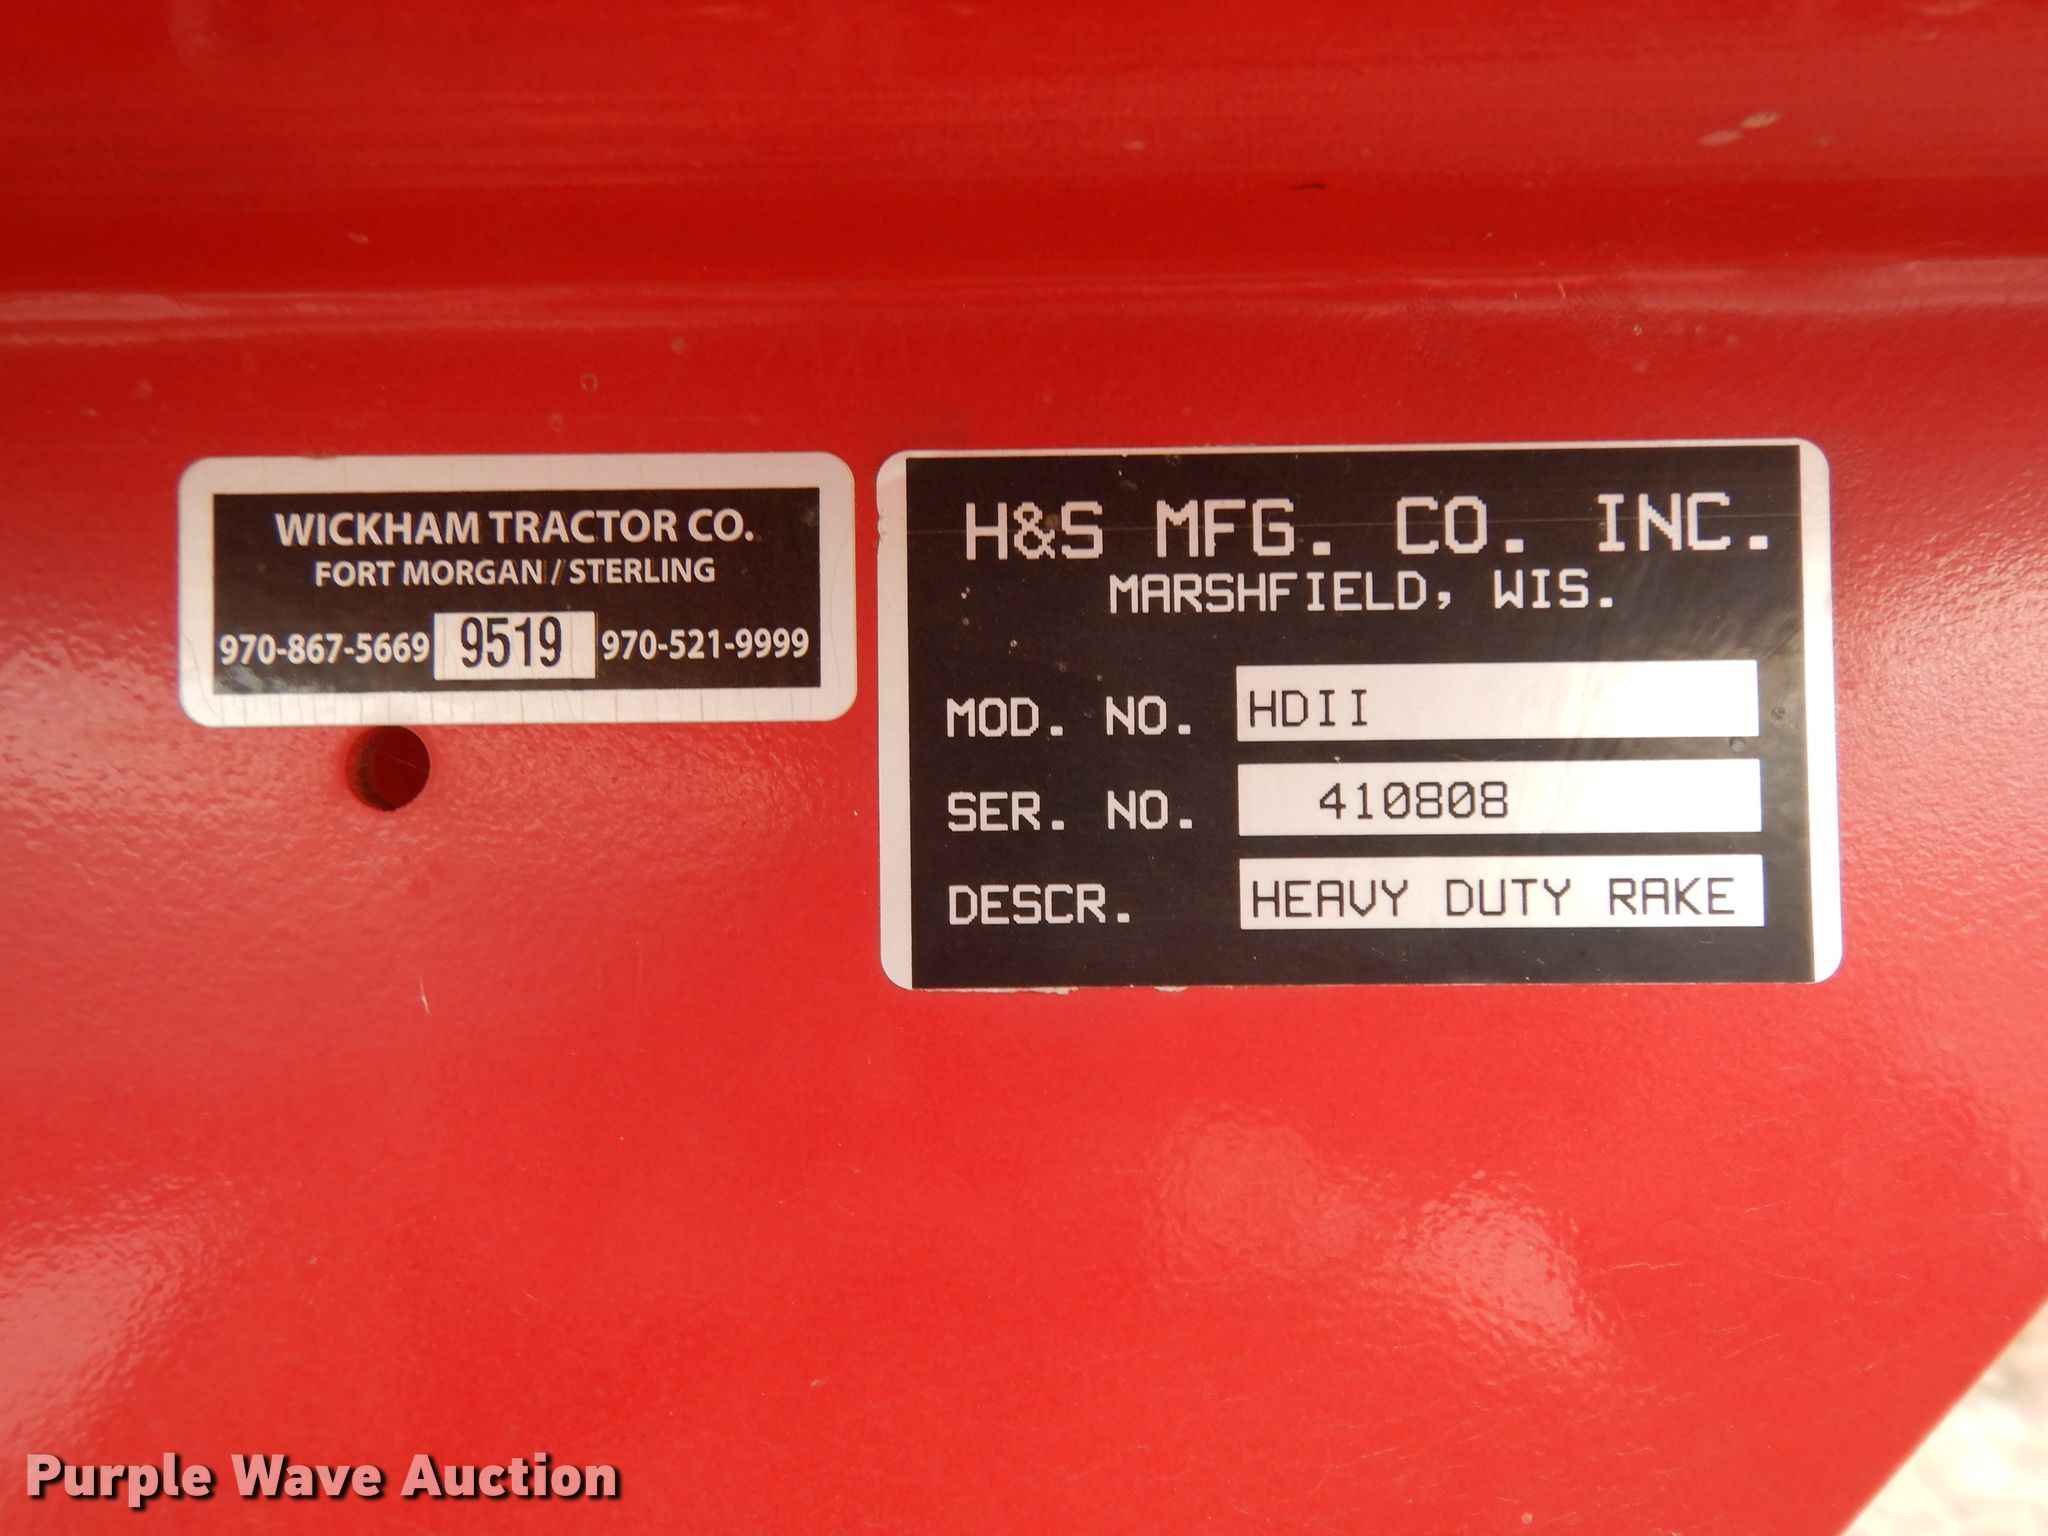 WICKHAM TRACTOR CO.
FORT MORGAN / STERLING
970-867-5669 9519 970-521-9999
H&S MFG. CO. INC.
MARSHFIELD, WIS.
MOD. NO. HDII
SER. NO. 410808
DESCR. HEAVY DUTY RAKE
Purple Wave Auction